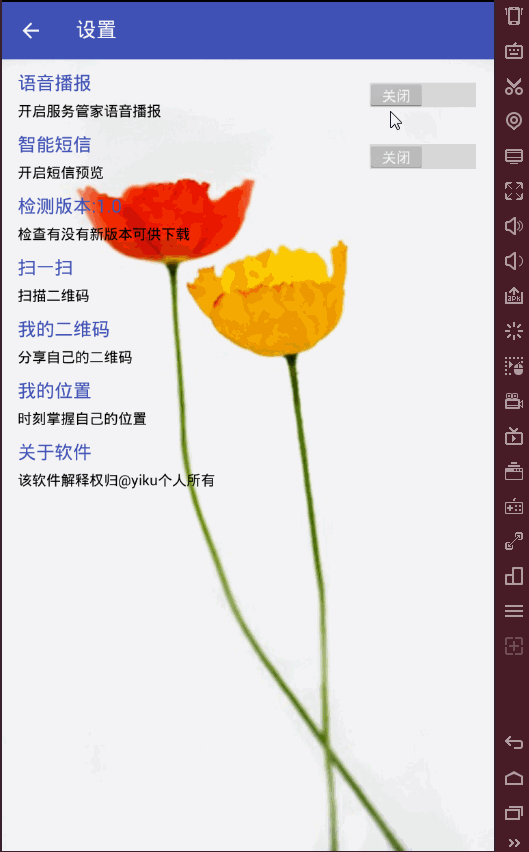 设置
语音播报
关闭
开启服务管家语音播报
智能短信
关闭
开启短信预览
检测版本:1.0
检查有没有新版本可供下载
扫一扫
扫描二维码
我的二维码
分享自己的二维码
我的位置
时刻掌握自己的位置
关于软件
该软件解释权归@yiku个人所有